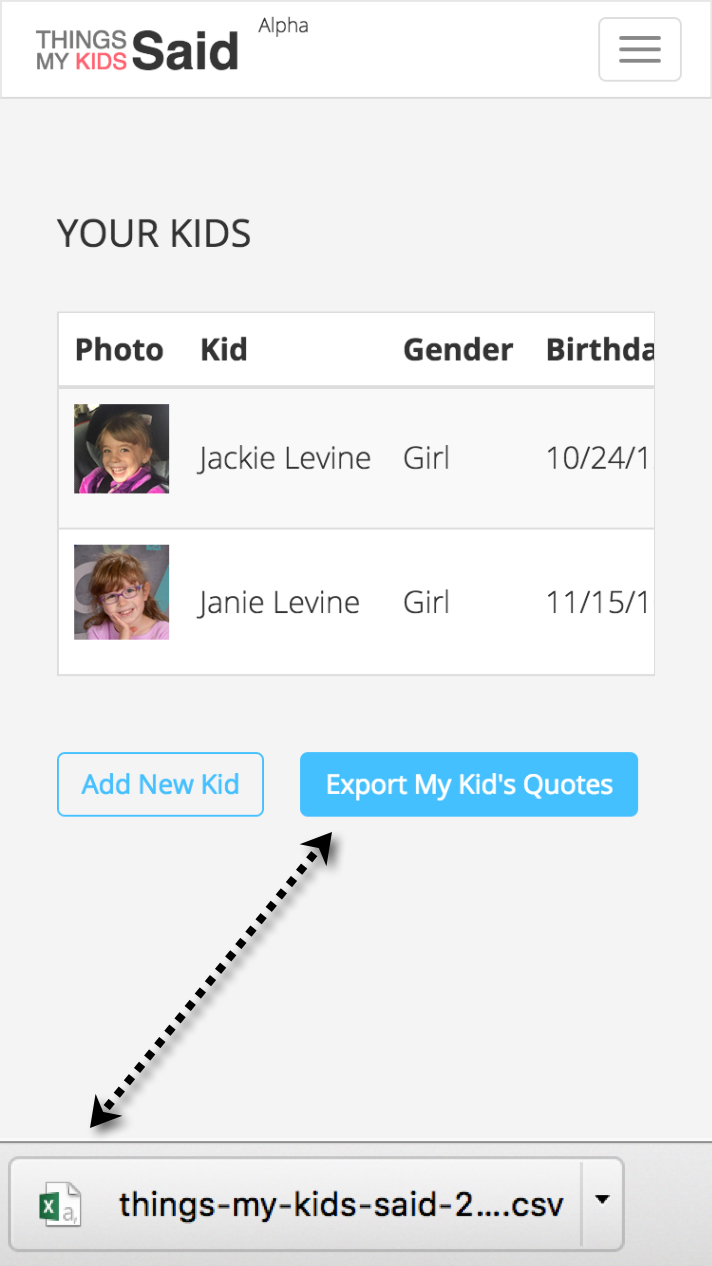 THINGS
MY KIDS Said
Alpha
YOUR KIDS
Photo Kid Gender Birthda
Jackie Levine Girl 10/24/1
Janie Levine Girl 11/15/1
Add New Kid Export My Kid's Quotes
things-my-kids-said-2....csv